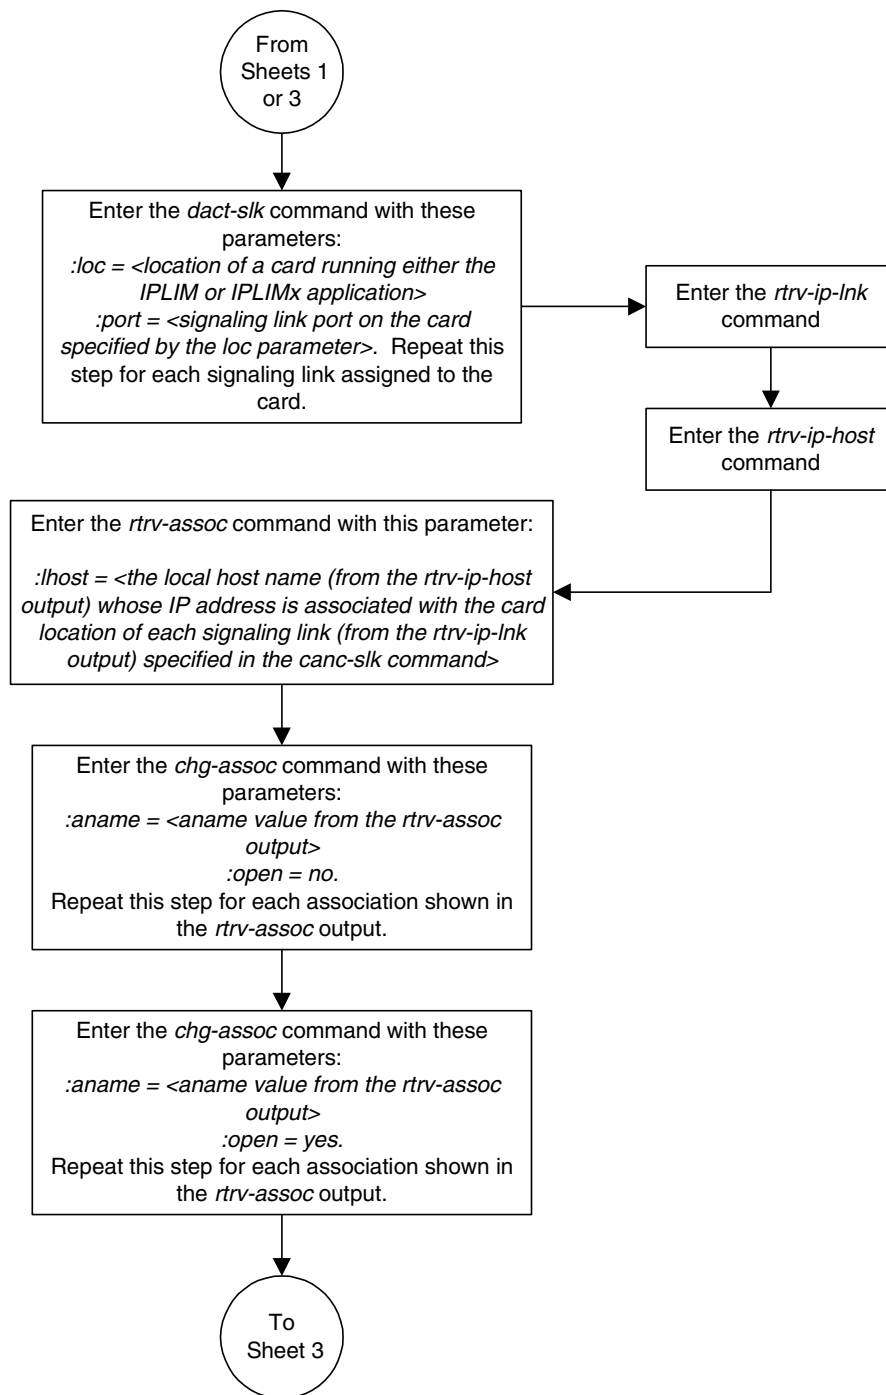 From
Sheets 1
or 3
Enter the dact-slk command with these
parameters:
:loc = <location of a card running either the
IPLIM or IPLIMx application>
:port = <signaling link port on the card
specified by the loc parameter>.  Repeat this
step for each signaling link assigned to the
card.
Enter the rtrv-ip-lnk
command
Enter the rtrv-ip-host
command
Enter the rtrv-assoc command with this parameter:
:lhost = <the local host name (from the rtrv-ip-host
output) whose IP address is associated with the card
location of each signaling link (from the rtrv-ip-lnk
output) specified in the canc-slk command>
Enter the chg-assoc command with these
parameters:
:aname = <aname value from the rtrv-assoc
output>
:open = no.
Repeat this step for each association shown in
the rtrv-assoc output.
Enter the chg-assoc command with these
parameters:
:aname = <aname value from the rtrv-assoc
output>
:open = yes.
Repeat this step for each association shown in
the rtrv-assoc output.
To
Sheet 3